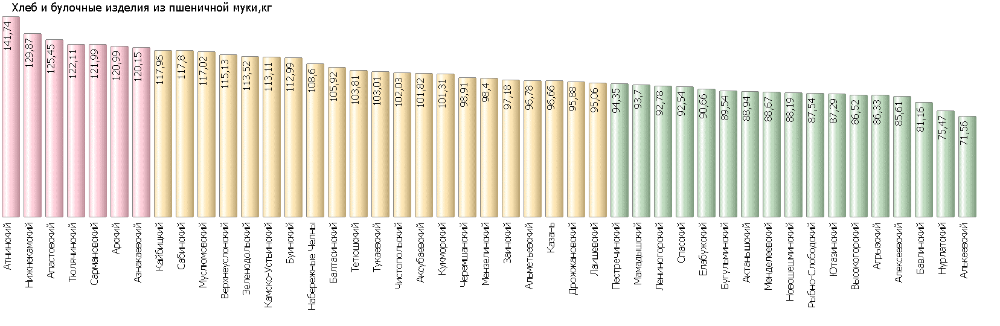 Хлеб и булочные изделия из пшеничной муки,кг
141,74
129,87
125,45
122,11
121,99
120,99
120,15
117,96
117,8
117,02
115,13
113,52
113,11
112,99
108,6
105,92
103,81
103,01
102,03
101,82
101,31
98,91
98,4
97,18
96,78
96,66
95,88
95,06
94,35
93,7
92,78
92,54
90,66
89,54
88,94
88,67
88,19
87,54
87,29
86,52
86,33
85,61
81,16
75,47
71,56
Атнинский
Нижнекамский
Апастовский
Тюлячинский
Сармановский
Арский
Азнакаевский
Кайбицкий
Сабинский
Муслюмовский
Верхнеуслонский
Зеленодольский
Камско-Устьинский
Буинский
Набережные Челны
Балтасинский
Тетюшский
Тукаевский
Чистопольский
Аксубаевский
Кукморский
Черемшанский
Мензелинский
Заинский
Альметьевский
Казань
Дрожжановский
Лаишевский
Пестречинский
Мамадышский
Лениногорский
Спасский
Елабужский
Бугульминский
Актанышский
Менделеевский
Новошешминский
Рыбно-Слободский
Ютазинский
Высокогорский
Агрызский
Алексеевский
Бавлинский
Нурлатский
Алькеевский